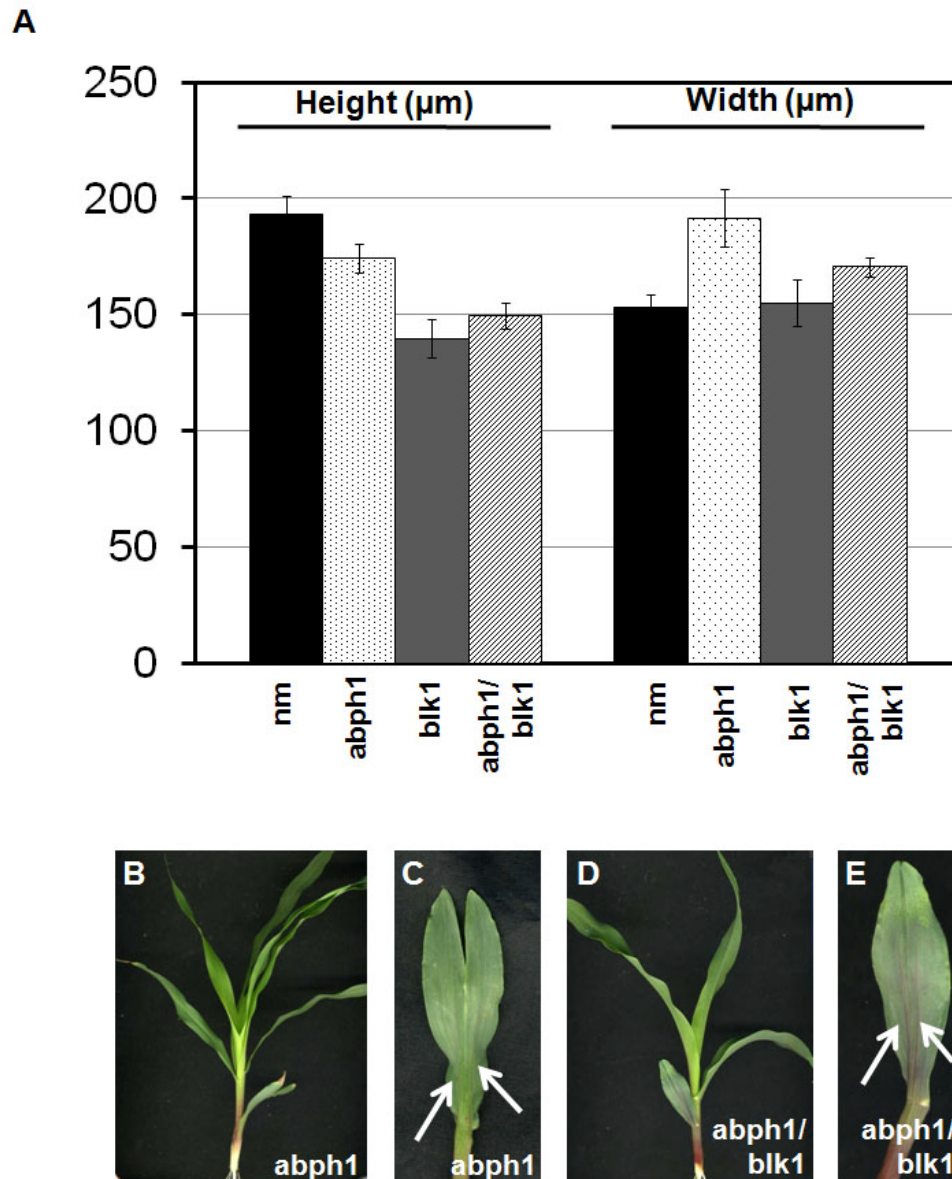 A
250
200
150
100
50
0
Height (µm)
Width (µm)
nm
abph1
blk1
abph1/
blk1
nm
abph1
blk1
abph1/
blk1
B
abph1
C
abph1
D
abph1/
blk1
E
abph1/
blk1